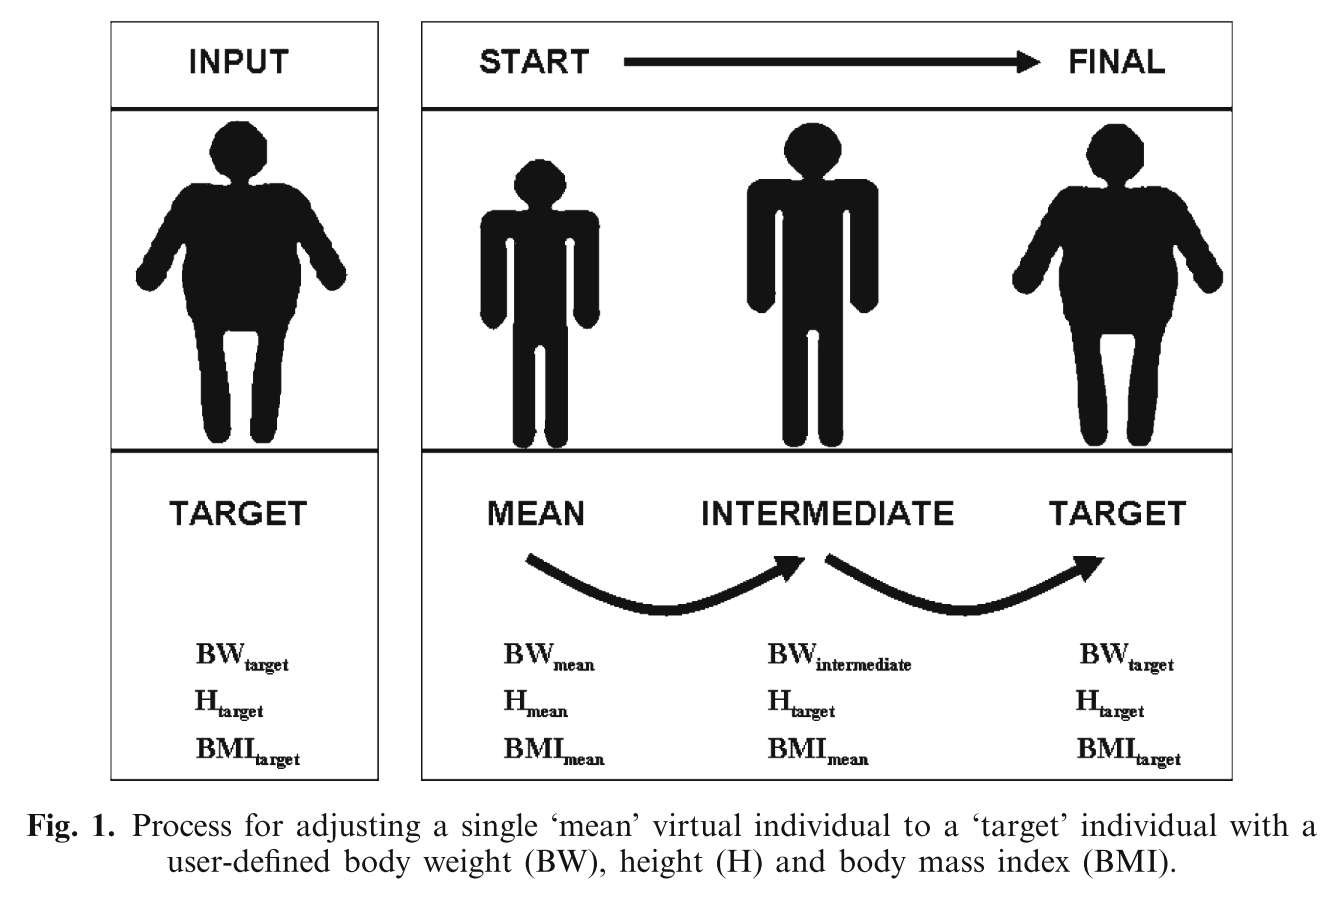 INPUT
START FINAL
TARGET
MEAN INTERMEDIATE TARGET
BWtarget
Htarget
BMItarget
BWmean BWintermediate BWtarget
Hmean Htarget Htarget
BMImean BMImean BMItarget
Fig. 1. Process for adjusting a single ‘mean’ virtual individual to a ‘target’ individual with a
user-defined body weight (BW), height (H) and body mass index (BMI).